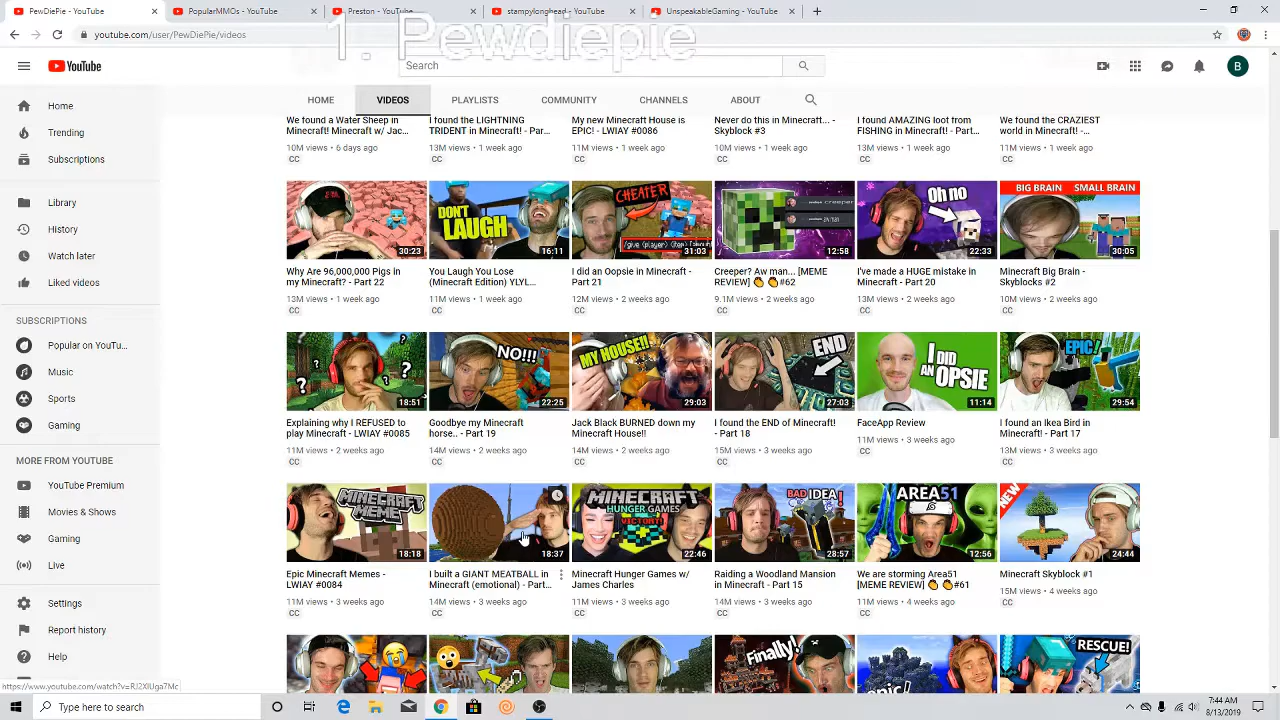 PewDiePie - YouTube
PopularMMOs - YouTube
Preston - YouTube
stampylonghead - YouTube
UnspeakableGaming - YouTube
youtube.com/user/PewDiePie/videos
1. Pewdiepie
YouTube
Search
B
HOME
VIDEOS
PLAYLISTS
COMMUNITY
CHANNELS
ABOUT
Home
Trending
Subscriptions
Library
History
Watch later
Liked videos
SUBSCRIPTIONS
Popular on YouTu...
Music
Sports
Gaming
MORE FROM YOUTUBE
YouTube Premium
Movies & Shows
Gaming
Live
Settings
Report history
Help
We found a Water Sheep in
Minecraft! Minecraft w/ Jac...
10M views • 6 days ago
CC
I found the LIGHTNING
TRIDENT in Minecraft! - Par...
13M views • 1 week ago
CC
My new Minecraft House is
EPIC! - LWIAY #0086
11M views • 1 week ago
CC
Never do this in Minecraft... -
Skyblock #3
10M views • 1 week ago
CC
I found AMAZING loot from
FISHING in Minecraft! - Part...
13M views • 1 week ago
CC
We found the CRAZIEST
world in Minecraft! -...
11M views • 1 week ago
CC
30:23
Why Are 96,000,000 Pigs in
my Minecraft? - Part 22
13M views • 1 week ago
CC
DON'T
LAUGH
16:11
You Laugh You Lose
(Minecraft Edition) YLYL...
11M views • 1 week ago
CC
CHEATER
/give {player} {item} [amount]
31:03
I did an Oopsie in Minecraft -
Part 21
12M views • 2 weeks ago
CC
creeper
aw man
12:58
Creeper? Aw man... [MEME
REVIEW] 👏 👏#62
9.1M views • 2 weeks ago
CC
Oh no
22:33
I've made a HUGE mistake in
Minecraft - Part 20
13M views • 2 weeks ago
CC
BIG BRAIN
SMALL BRAIN
30:05
Minecraft Big Brain -
Skyblocks #2
10M views • 2 weeks ago
CC
? ? ? ?
18:51
Explaining why I REFUSED to
play Minecraft - LWIAY #0085
11M views • 2 weeks ago
CC
NO!!!
22:25
Goodbye my Minecraft
horse.. - Part 19
14M views • 2 weeks ago
CC
MY HOUSE!!
29:03
Jack Black BURNED down my
Minecraft House!!
14M views • 2 weeks ago
CC
END
27:03
I found the END of Minecraft!
- Part 18
15M views • 3 weeks ago
CC
I DID
AN OPSIE
11:14
FaceApp Review
11M views • 3 weeks ago
CC
EPIC!
29:54
I found an Ikea Bird in
Minecraft! - Part 17
13M views • 3 weeks ago
CC
MINECRAFT
MEME
18:18
Epic Minecraft Memes -
LWIAY #0084
11M views • 3 weeks ago
CC
18:37
I built a GIANT MEATBALL in
Minecraft (emotional) - Part...
14M views • 3 weeks ago
CC
MINECRAFT
HUNGER GAMES
VICTORY!
22:46
Minecraft Hunger Games w/
James Charles
11M views • 3 weeks ago
CC
BAD IDEA!
28:57
Raiding a Woodland Mansion
in Minecraft - Part 15
14M views • 3 weeks ago
CC
AREA51
12:56
We are storming Area51
[MEME REVIEW] 👏 👏#61
11M views • 4 weeks ago
CC
NEW
24:44
Minecraft Skyblock #1
15M views • 4 weeks ago
CC
Finally!
RESCUE!
https://www.youtube.com/watch?v=RJ2XlUga7Mc
Type here to search
7:44 AM
8/13/2019